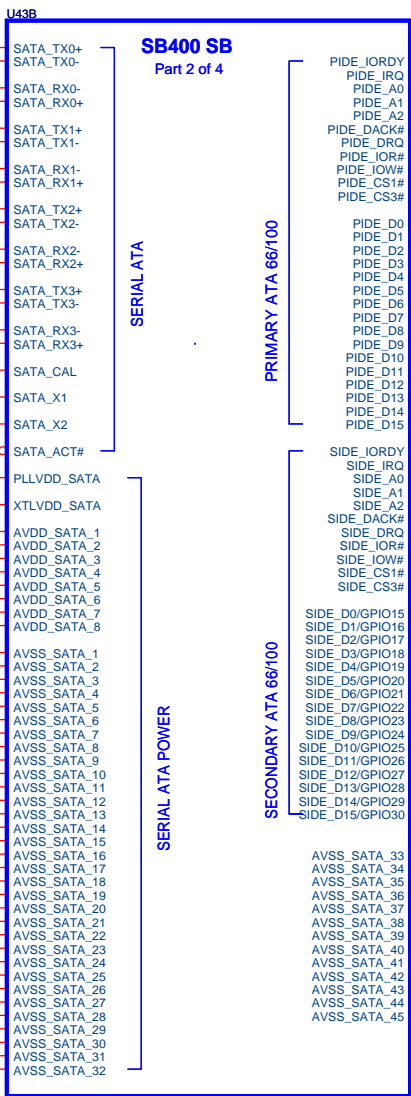 U43B
SB400 SB
Part 2 of 4
SATA_TX0+
SATA_TX0-
SATA_RX0-
SATA_RX0+
SATA_TX1+
SATA_TX1-
SATA_RX1-
SATA_RX1+
SATA_TX2+
SATA_TX2-
SATA_RX2-
SATA_RX2+
SATA_TX3+
SATA_TX3-
SATA_RX3-
SATA_RX3+
SATA_CAL
SATA_X1
SATA_X2
SATA_ACT#
SERIAL ATA
PLLVDD_SATA
XTLVDD_SATA
AVDD_SATA_1
AVDD_SATA_2
AVDD_SATA_3
AVDD_SATA_4
AVDD_SATA_5
AVDD_SATA_6
AVDD_SATA_7
AVDD_SATA_8
AVSS_SATA_1
AVSS_SATA_2
AVSS_SATA_3
AVSS_SATA_4
AVSS_SATA_5
AVSS_SATA_6
AVSS_SATA_7
AVSS_SATA_8
AVSS_SATA_9
AVSS_SATA_10
AVSS_SATA_11
AVSS_SATA_12
AVSS_SATA_13
AVSS_SATA_14
AVSS_SATA_15
AVSS_SATA_16
AVSS_SATA_17
AVSS_SATA_18
AVSS_SATA_19
AVSS_SATA_20
AVSS_SATA_21
AVSS_SATA_22
AVSS_SATA_23
AVSS_SATA_24
AVSS_SATA_25
AVSS_SATA_26
AVSS_SATA_27
AVSS_SATA_28
AVSS_SATA_29
AVSS_SATA_30
AVSS_SATA_31
AVSS_SATA_32
SERIAL ATA POWER
PRIMARY ATA 66/100
PIDE_IORDY
PIDE_IRQ
PIDE_A0
PIDE_A1
PIDE_A2
PIDE_DACK#
PIDE_DRQ
PIDE_IOR#
PIDE_IOW#
PIDE_CS1#
PIDE_CS3#
PIDE_D0
PIDE_D1
PIDE_D2
PIDE_D3
PIDE_D4
PIDE_D5
PIDE_D6
PIDE_D7
PIDE_D8
PIDE_D9
PIDE_D10
PIDE_D11
PIDE_D12
PIDE_D13
PIDE_D14
PIDE_D15
SECONDARY ATA 66/100
SIDE_IORDY
SIDE_IRQ
SIDE_A0
SIDE_A1
SIDE_A2
SIDE_DACK#
SIDE_DRQ
SIDE_IOR#
SIDE_IOW#
SIDE_CS1#
SIDE_CS3#
SIDE_D0/GPIO15
SIDE_D1/GPIO16
SIDE_D2/GPIO17
SIDE_D3/GPIO18
SIDE_D4/GPIO19
SIDE_D5/GPIO20
SIDE_D6/GPIO21
SIDE_D7/GPIO22
SIDE_D8/GPIO23
SIDE_D9/GPIO24
SIDE_D10/GPIO25
SIDE_D11/GPIO26
SIDE_D12/GPIO27
SIDE_D13/GPIO28
SIDE_D14/GPIO29
SIDE_D15/GPIO30
AVSS_SATA_33
AVSS_SATA_34
AVSS_SATA_35
AVSS_SATA_36
AVSS_SATA_37
AVSS_SATA_38
AVSS_SATA_39
AVSS_SATA_40
AVSS_SATA_41
AVSS_SATA_42
AVSS_SATA_43
AVSS_SATA_44
AVSS_SATA_45